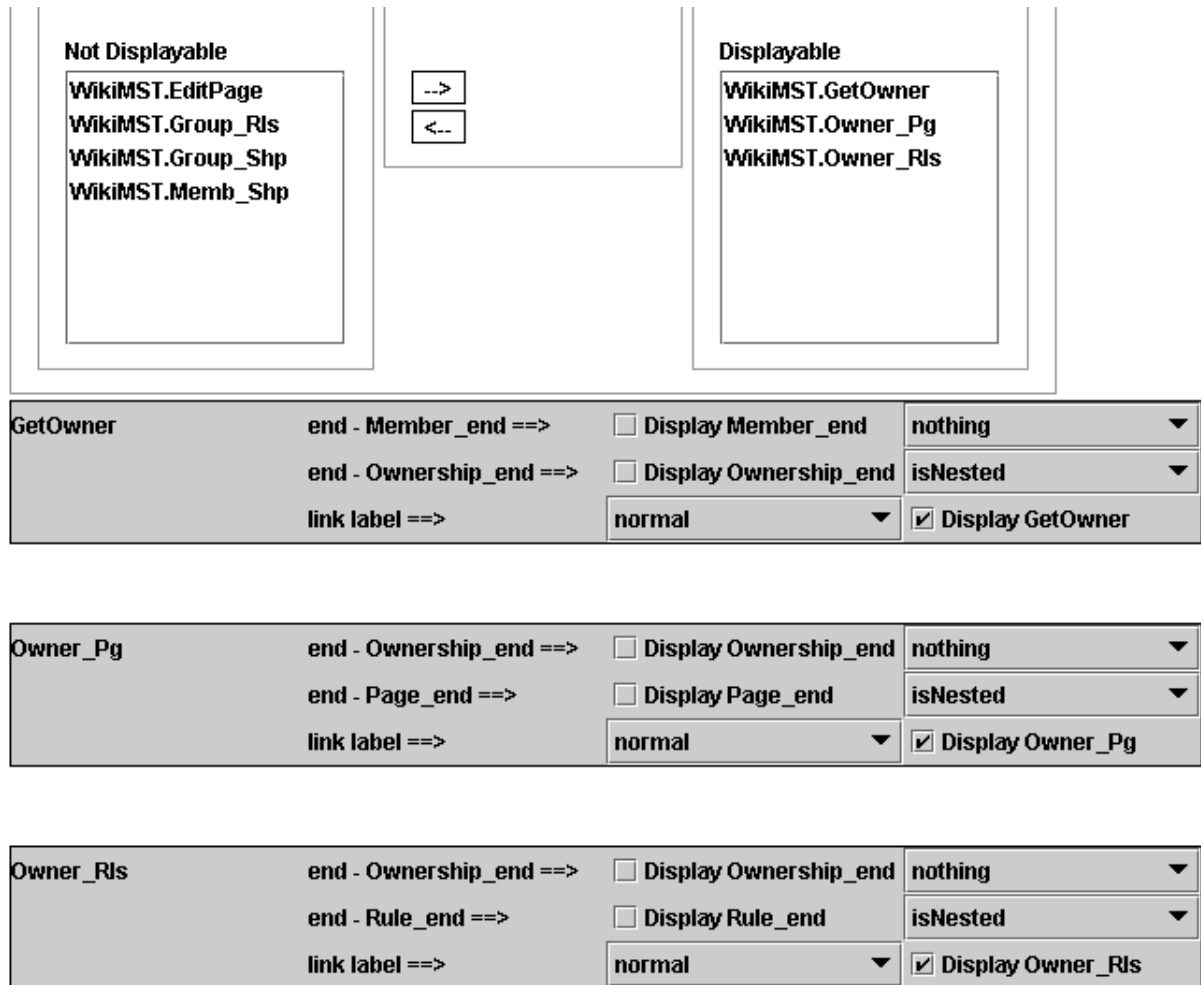 Not Displayable
Displayable
WikiMST.EditPage
WikiMST.Group_Rls
WikiMST.Group_Shp
WikiMST.Memb_Shp
-->
<--
WikiMST.GetOwner
WikiMST.Owner_Pg
WikiMST.Owner_Rls
GetOwner end - Member_end ==> Display Member_end nothing
end - Ownership_end ==> Display Ownership_end isNested
link label ==> normal Display GetOwner
Owner_Pg end - Ownership_end ==> Display Ownership_end nothing
end - Page_end ==> Display Page_end isNested
link label ==> normal Display Owner_Pg
Owner_Rls end - Ownership_end ==> Display Ownership_end nothing
end - Rule_end ==> Display Rule_end isNested
link label ==> normal Display Owner_Rls